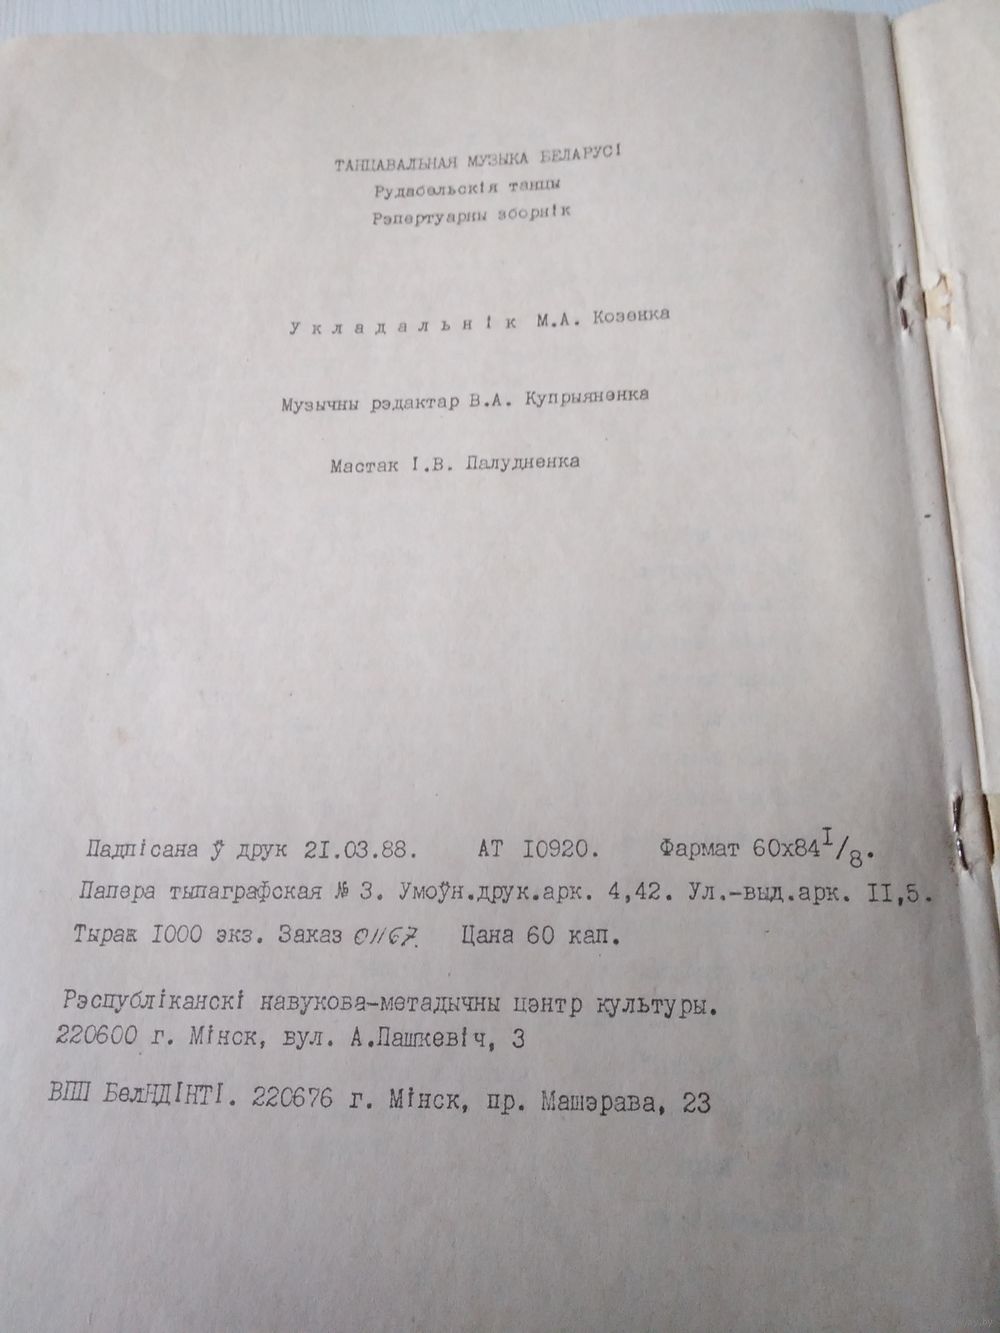 ТАНЦАВАЛЬНАЯ МУЗЫКА БЕЛАРУСІ
Рудабельскія танцы
Рэпертуарны зборнік
Укладальнік М.А. Козенка
Музычны рэдактар В.А. Купрыяненка
Мастак І.В. Палудненка
Падпісана ў друк 21.03.88. АТ 10920. Фармат 60х84 1/8.
Папера тыпаграфская № 3. Умоўн.друк.арк. 4,42. Ул.-выд.арк. 11,5.
Тыраж 1000 экз. Заказ 01167. Цана 60 кап.
Рэспубліканскі навукова-метадычны цэнтр культуры.
220600 г. Мінск, вул. А.Пашкевіч, 3
ВПП БелНДІНТІ. 220676 г. Мінск, пр. Машэрава, 23